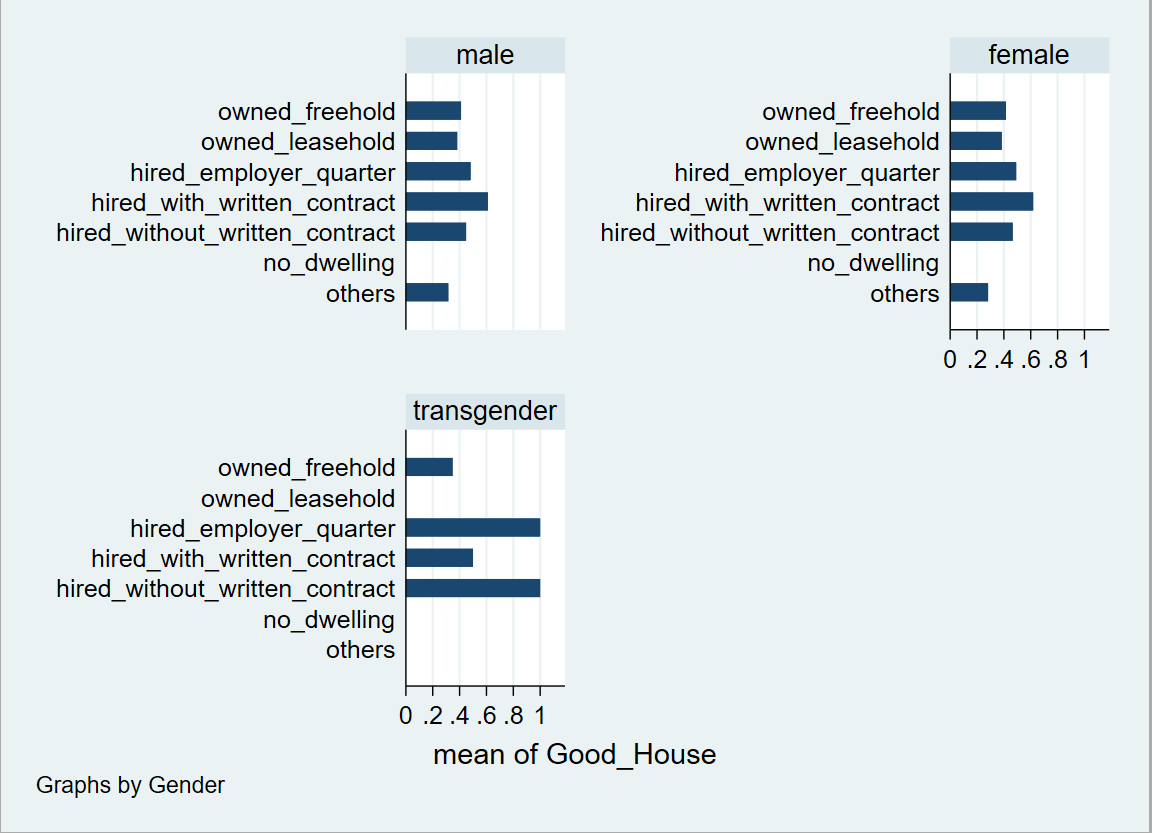 male
owned_freehold
owned_leasehold
hired_employer_quarter
hired_with_written_contract
hired_without_written_contract
no_dwelling
others
female
owned_freehold
owned_leasehold
hired_employer_quarter
hired_with_written_contract
hired_without_written_contract
no_dwelling
others
0 .2 .4 .6 .8 1
transgender
owned_freehold
owned_leasehold
hired_employer_quarter
hired_with_written_contract
hired_without_written_contract
no_dwelling
others
0 .2 .4 .6 .8 1
mean of Good_House
Graphs by Gender